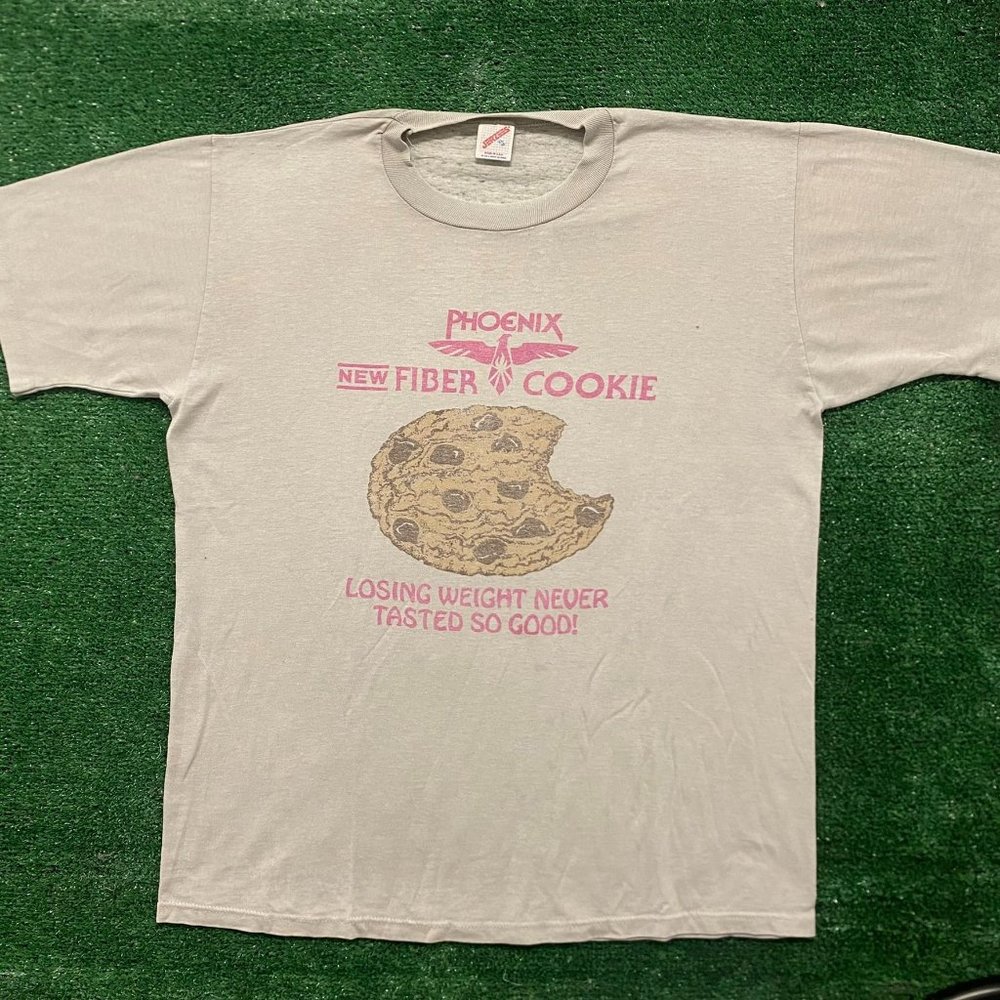 PHOENIX
NEW FIBER COOKIE
LOSING WEIGHT NEVER
TASTED SO GOOD!